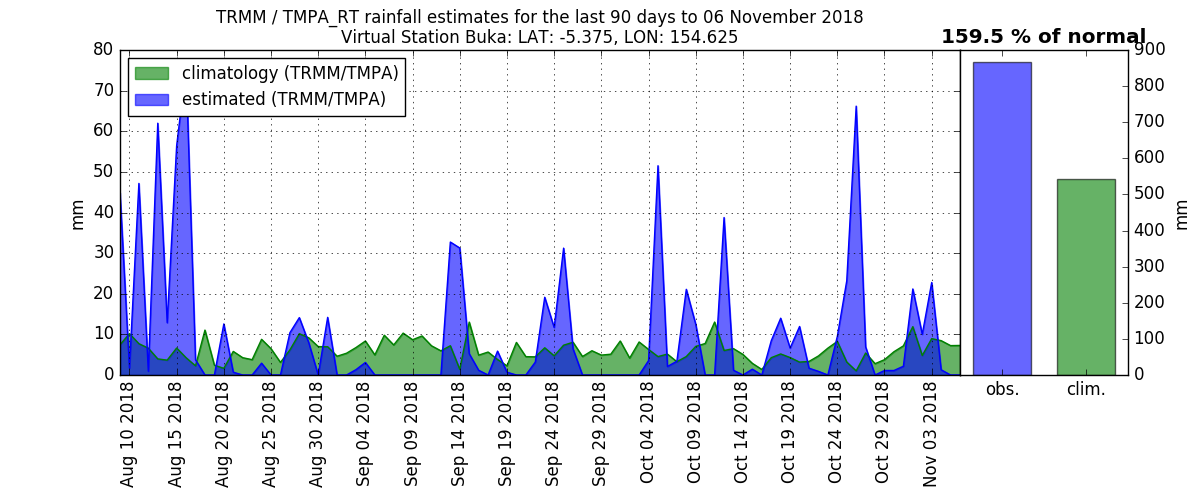 TRMM / TMPA_RT rainfall estimates for the last 90 days to 06 November 2018
Virtual Station Buka: LAT: -5.375, LON: 154.625
159.5 % of normal
climatology (TRMM/TMPA)
estimated (TRMM/TMPA)
mm
80
70
60
50
40
30
20
10
0
Aug 10 2018
Aug 15 2018
Aug 20 2018
Aug 25 2018
Aug 30 2018
Sep 04 2018
Sep 09 2018
Sep 14 2018
Sep 19 2018
Sep 24 2018
Sep 29 2018
Oct 04 2018
Oct 09 2018
Oct 14 2018
Oct 19 2018
Oct 24 2018
Oct 29 2018
Nov 03 2018
obs.
clim.
900
800
700
600
500
400
300
200
100
0
mm